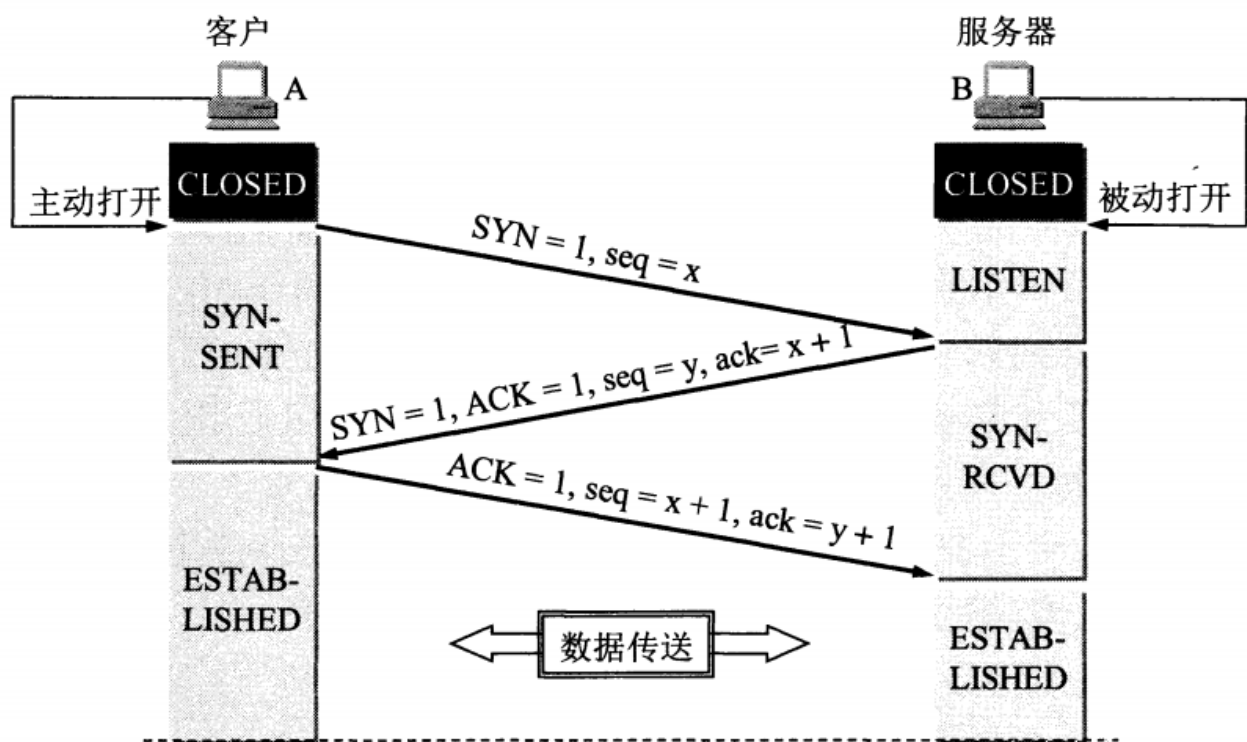 客户
服务器
A
B
CLOSED
CLOSED
主动打开
被动打开
SYN = 1, seq = x
LISTEN
SYN-
SENT
SYN = 1, ACK = 1, seq = y, ack= x + 1
SYN-
RCVD
ACK = 1, seq = x + 1, ack = y + 1
ESTAB-
LISHED
数据传送
ESTAB-
LISHED